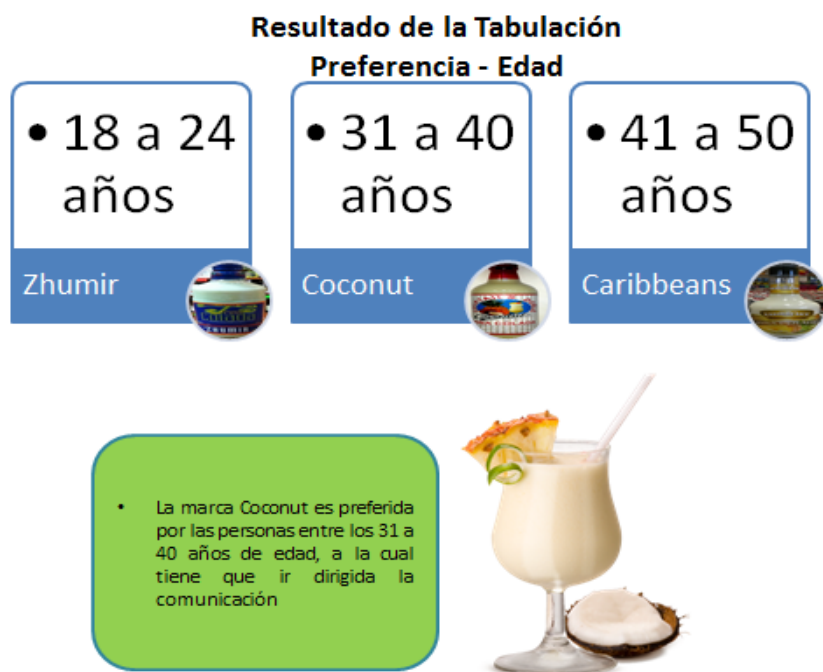 Resultado de la Tabulación
Preferencia - Edad
• 18 a 24
años
Zhumir
• 31 a 40
años
Coconut
• 41 a 50
años
Caribbeans
• La marca Coconut es preferida
por las personas entre los 31 a
40 años de edad, a la cual
tiene que ir dirigida la
comunicación